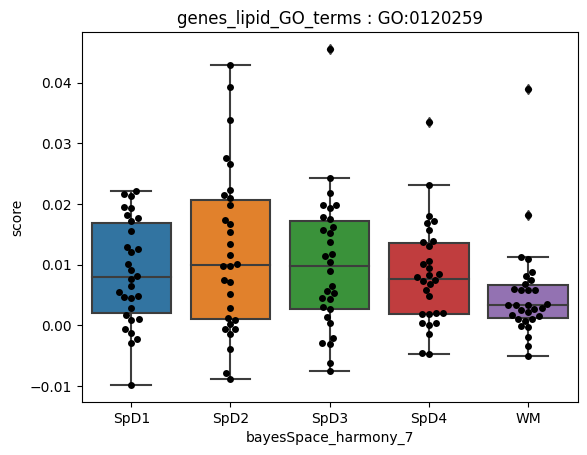 genes_lipid_GO_terms : GO:0120259
score
0.04
0.03
0.02
0.01
0.00
−0.01
SpD1 SpD2 SpD3 SpD4 WM
bayesSpace_harmony_7